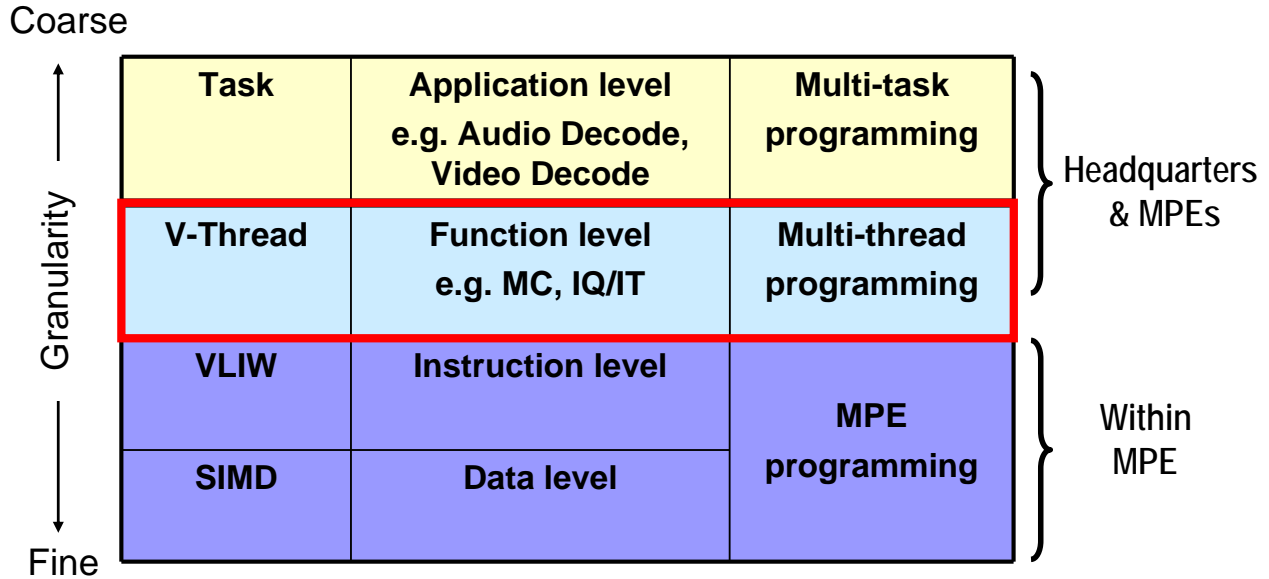 Coarse
Granularity
Fine
Task
Application level
e.g. Audio Decode,
Video Decode
Multi-task
programming
V-Thread
Function level
e.g. MC, IQ/IT
Multi-thread
programming
VLIW
Instruction level
MPE
programming
SIMD
Data level
Headquarters
& MPEs
Within
MPE